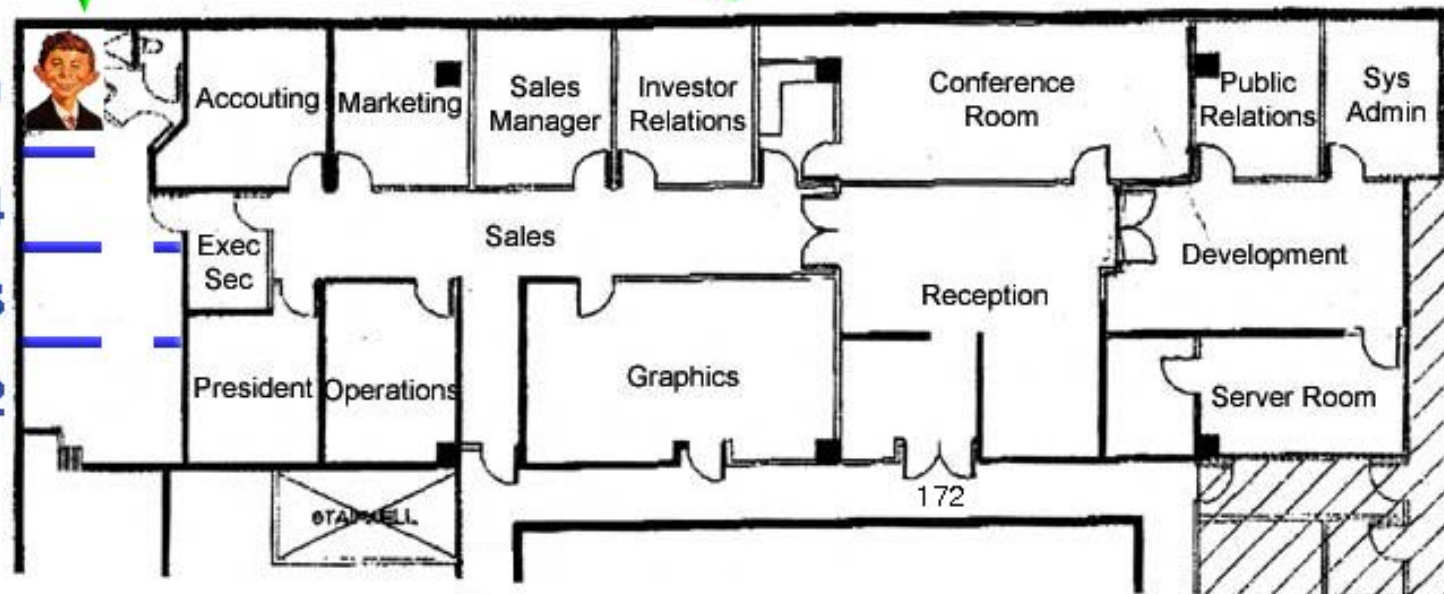 Accouting
Marketing
Sales
Manager
Investor
Relations
Conference
Room
Public
Relations
Sys
Admin
Exec
Sec
Sales
Reception
Development
President
Operations
Graphics
Server Room
STAIRWELL
172